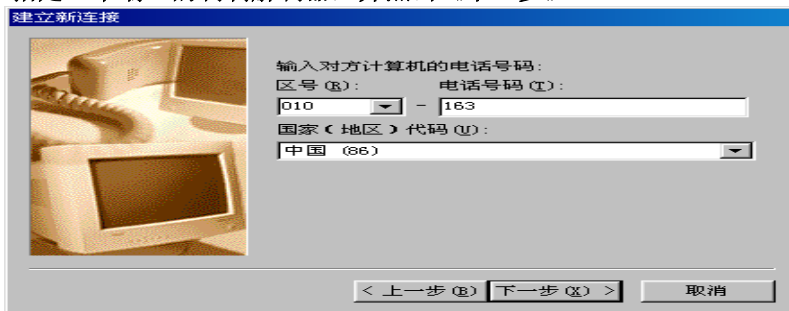 建立新连接
输入对方计算机的电话号码:
区号(R): 电话号码(T):
010 - 163
国家(地区)代码(U):
中国 (86)
< 上一步(B) 下一步(X) > 取消